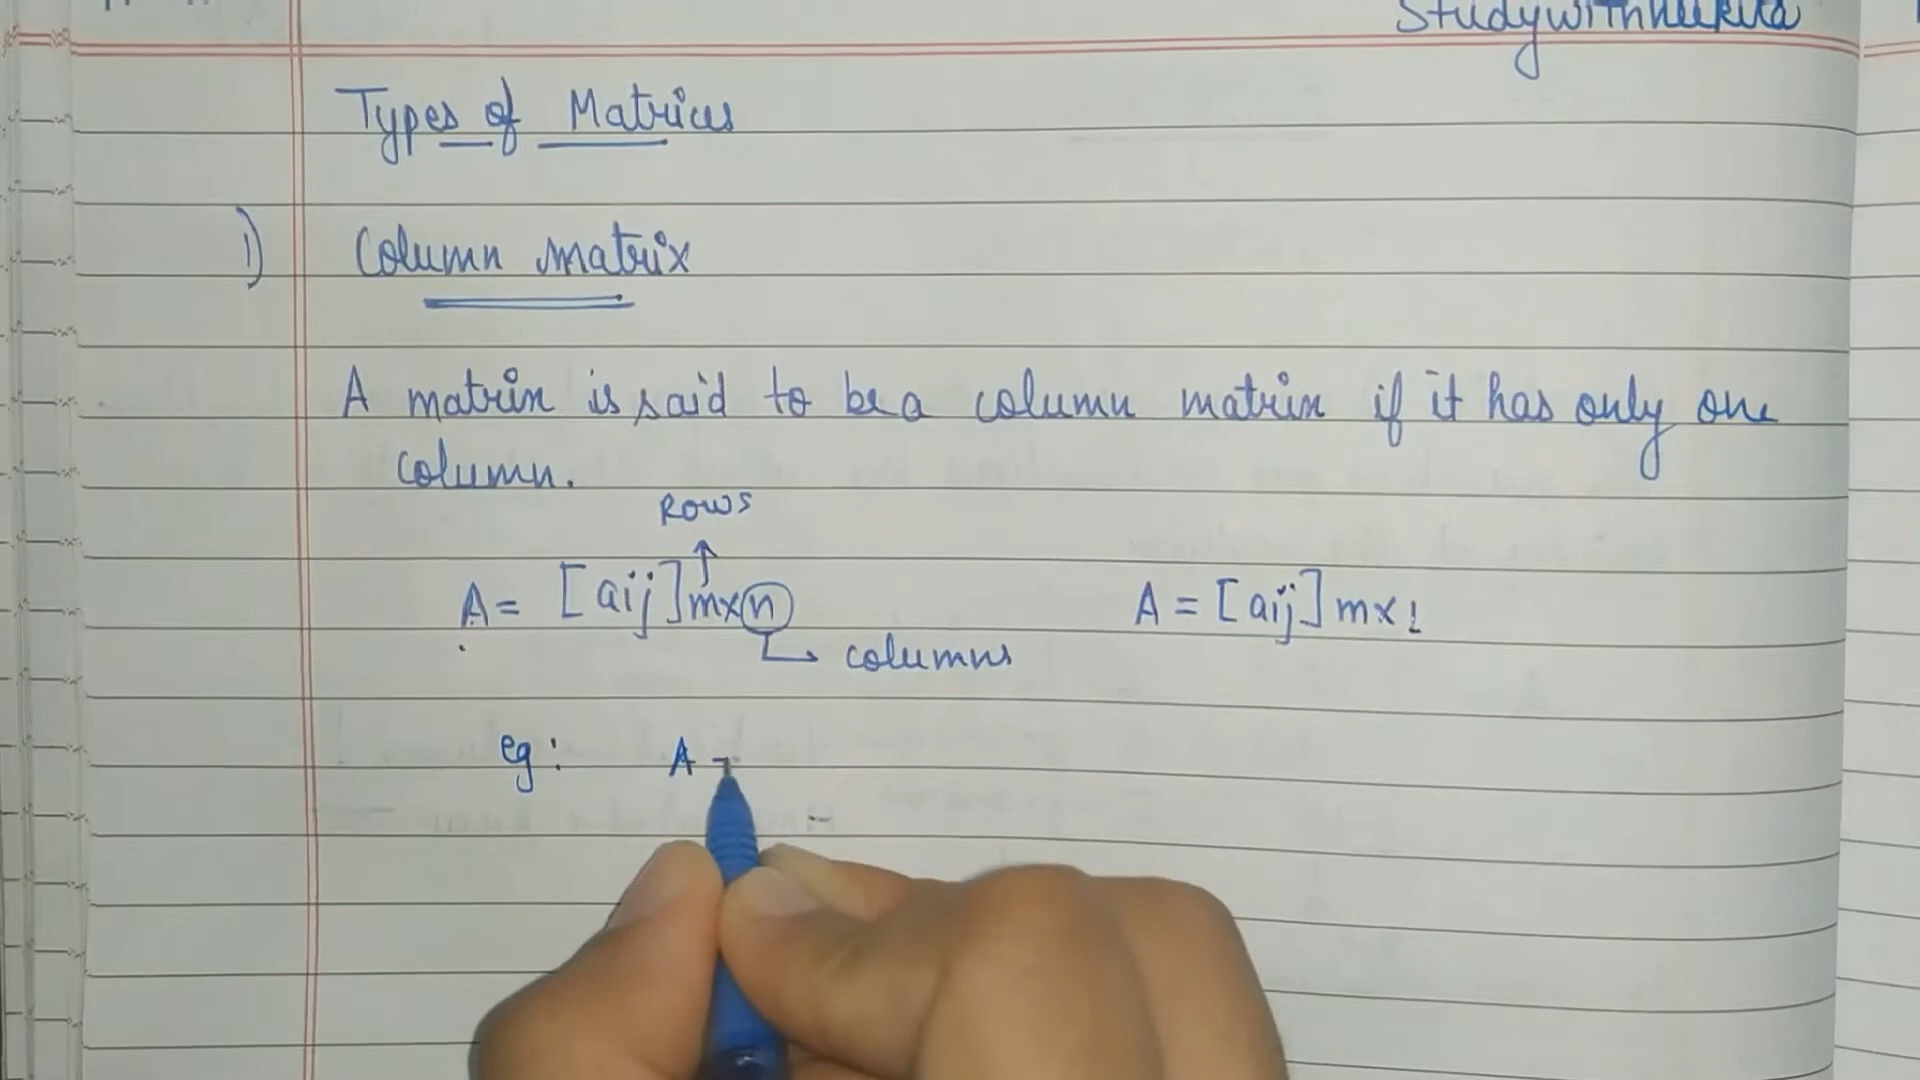 Types of Matrices
1) Column matrix
A matrix is said to be a column matrix if it has only one
column.
Rows
A = [aij]mxn
A = [aij] mx1
columns
eg: A -